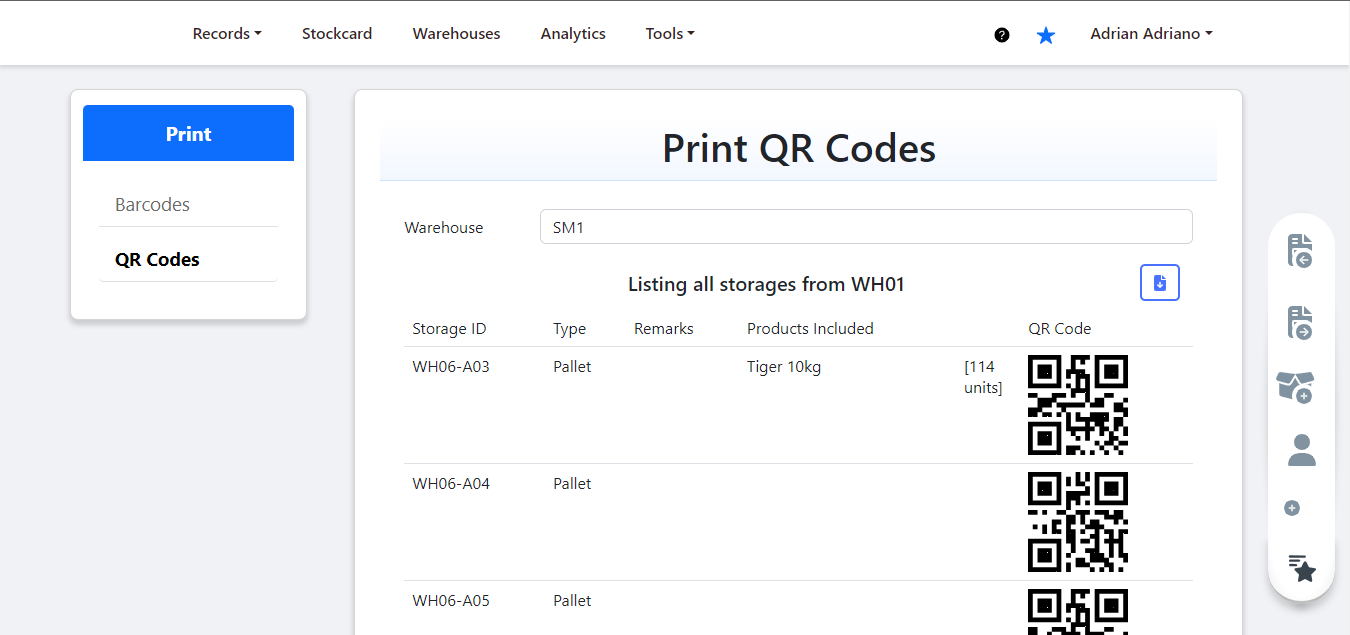 Records Stockcard Warehouses Analytics Tools ? Adrian Adriano
Print
Barcodes
QR Codes
Print QR Codes
Warehouse SM1
Listing all storages from WH01
Storage ID Type Remarks Products Included QR Code
WH06-A03 Pallet Tiger 10kg [114
units]
WH06-A04 Pallet
WH06-A05 Pallet